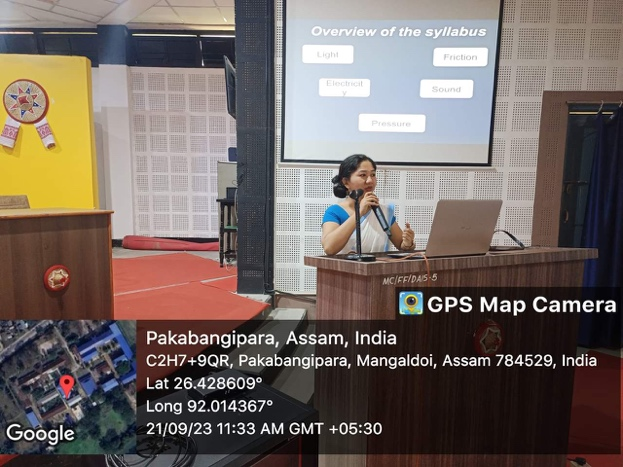 Overview of the syllabus
Light
Friction
Electricit
y
Sound
Pressure
MC/FF/DAIS-5
GPS Map Camera
Pakabangipara, Assam, India
C2H7+9QR, Pakabangipara, Mangaldoi, Assam 784529, India
Lat 26.428609°
Long 92.014367°
21/09/23 11:33 AM GMT +05:30
Google